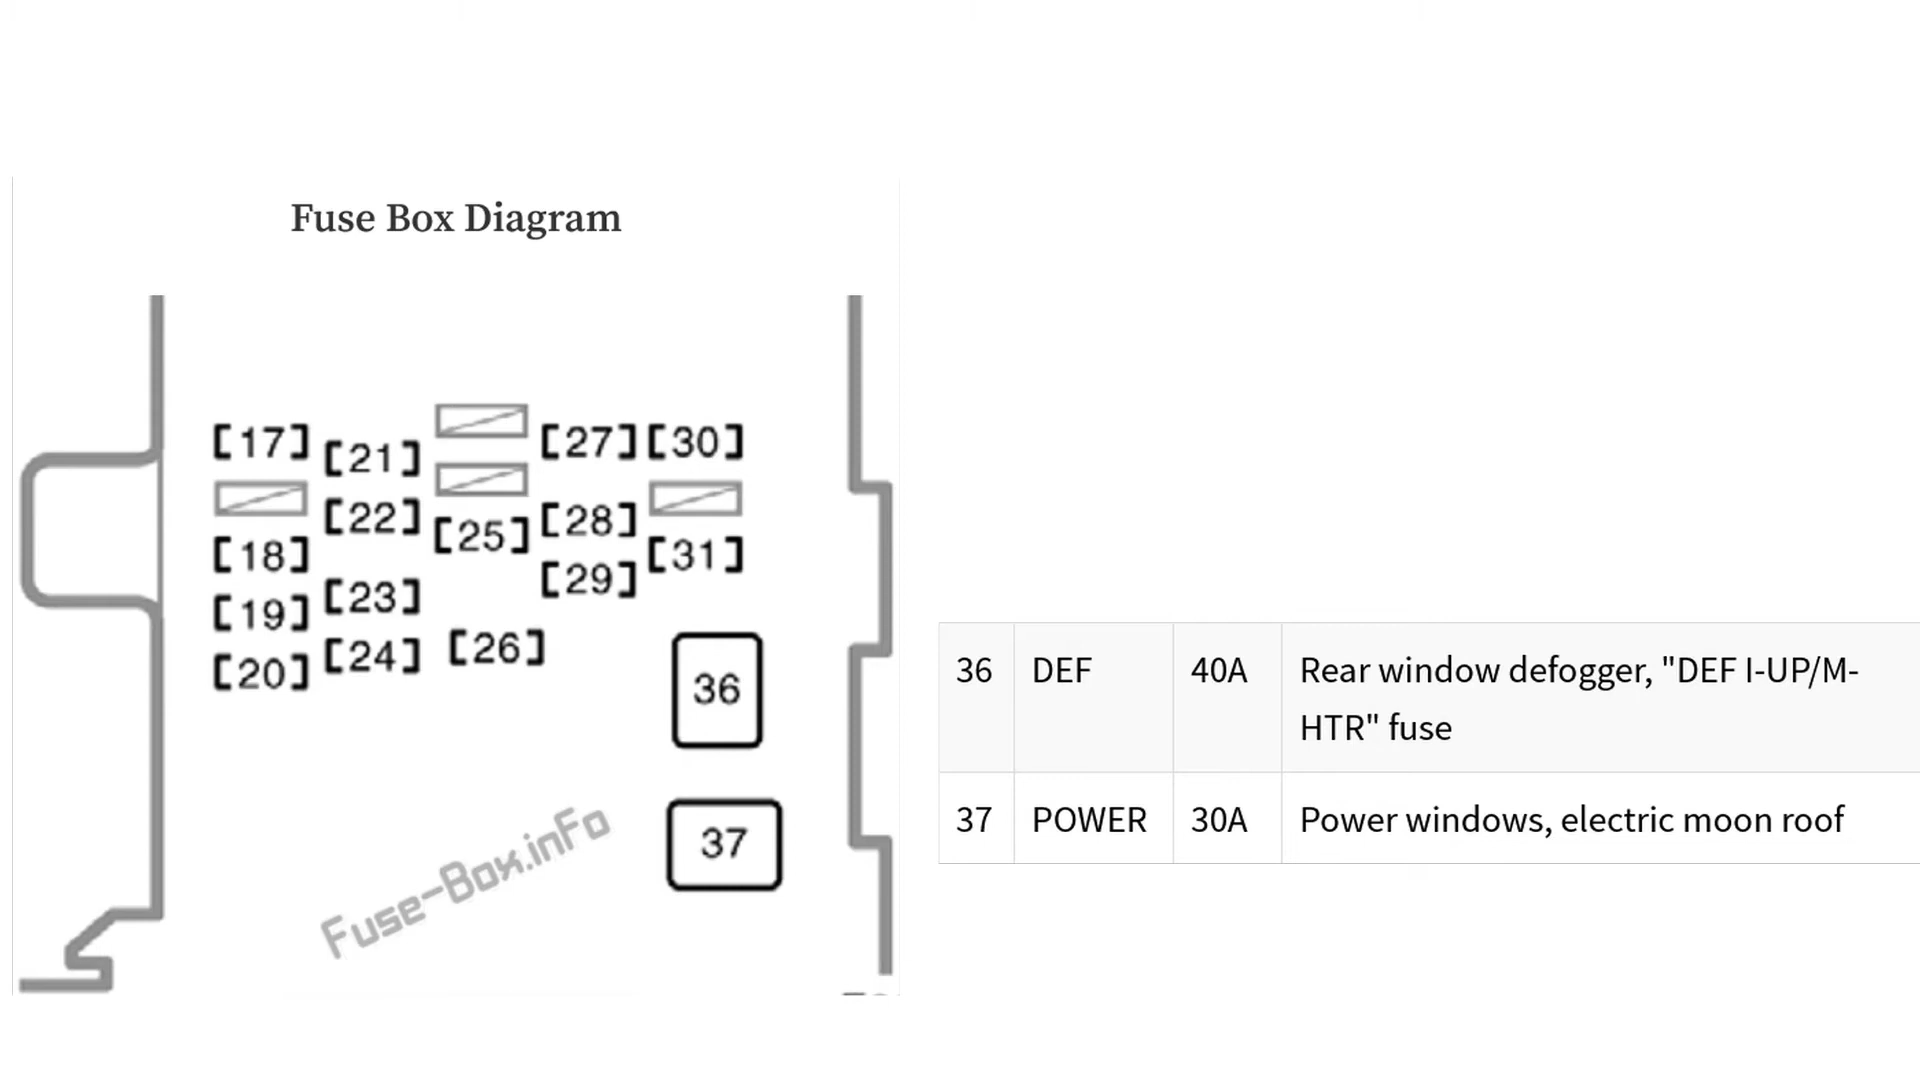 Fuse Box Diagram
[17] [21] [27] [30]
[22] [25] [28]
[18] [31]
[29]
[19] [23]
[20] [24] [26]
36
37
Fuse-Box.inFo
36 DEF 40A Rear window defogger, "DEF I-UP/M-
HTR" fuse
37 POWER 30A Power windows, electric moon roof